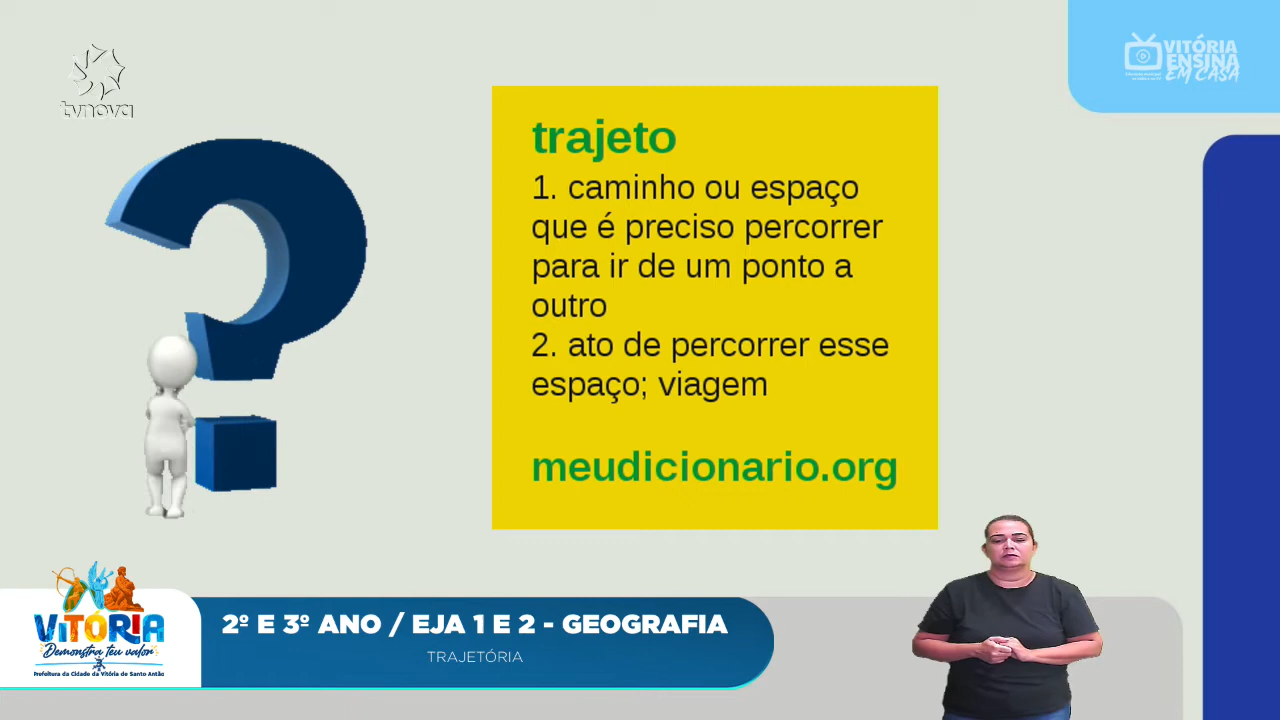 tvnova
VITÓRIA
ENSINA
EM CASA
trajeto
1. caminho ou espaço
que é preciso percorrer
para ir de um ponto a
outro
2. ato de percorrer esse
espaço; viagem
meudicionario.org
VITÓRIA
Demonstra teu valor
Prefeitura da Cidade da Vitória de Santo Antão
2º E 3º ANO / EJA 1 E 2 - GEOGRAFIA
TRAJETÓRIA